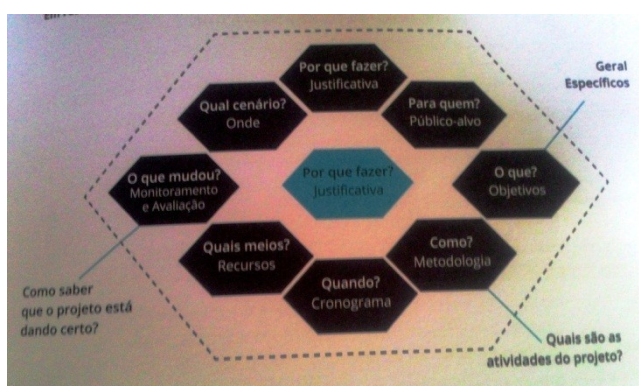 Por que fazer?
Justificativa
Geral
Específicos
Qual cenário?
Onde
Para quem?
Público-alvo
O que mudou?
Monitoramento
e Avaliação
Por que fazer?
Justificativa
O que?
Objetivos
Quais meios?
Recursos
Como?
Metodologia
Quando?
Cronograma
Como saber
que o projeto está
dando certo?
Quais são as
atividades do projeto?